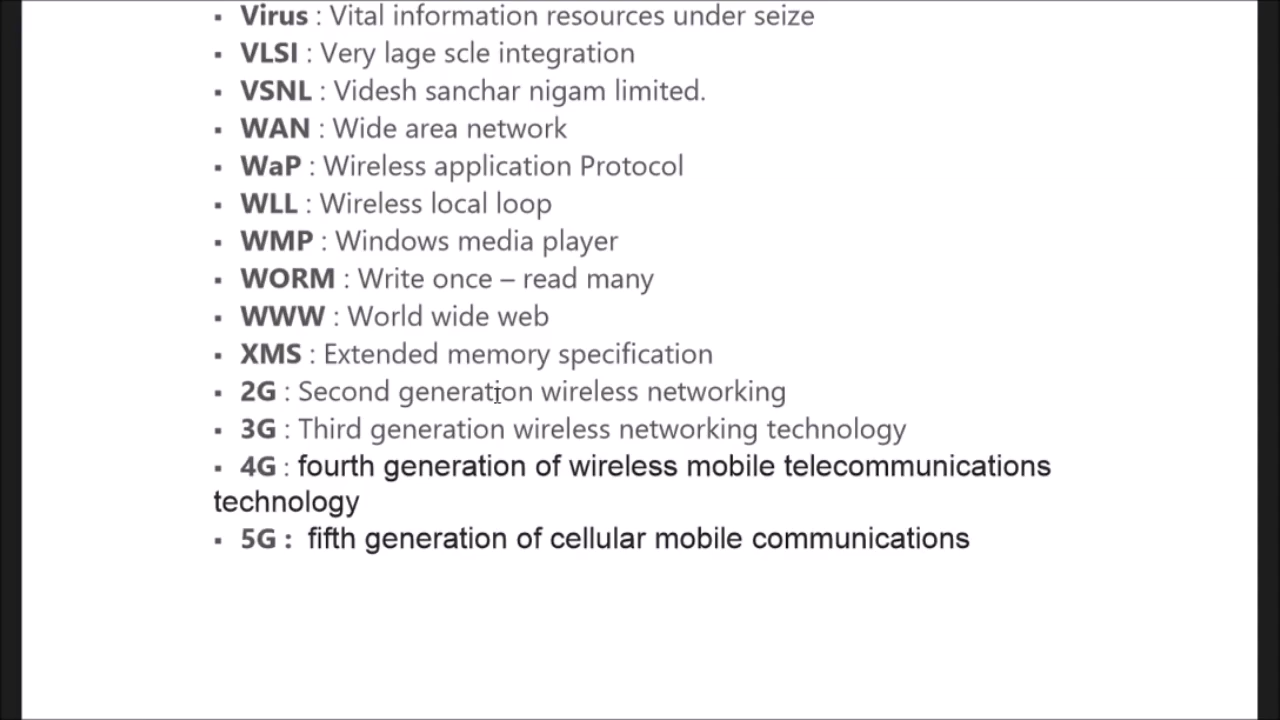 ▪ Virus : Vital information resources under seize
▪ VLSI : Very lage scle integration
▪ VSNL : Videsh sanchar nigam limited.
▪ WAN : Wide area network
▪ WaP : Wireless application Protocol
▪ WLL : Wireless local loop
▪ WMP : Windows media player
▪ WORM : Write once – read many
▪ WWW : World wide web
▪ XMS : Extended memory specification
▪ 2G : Second generation wireless networking
▪ 3G : Third generation wireless networking technology
▪ 4G : fourth generation of wireless mobile telecommunications
technology
▪ 5G : fifth generation of cellular mobile communications